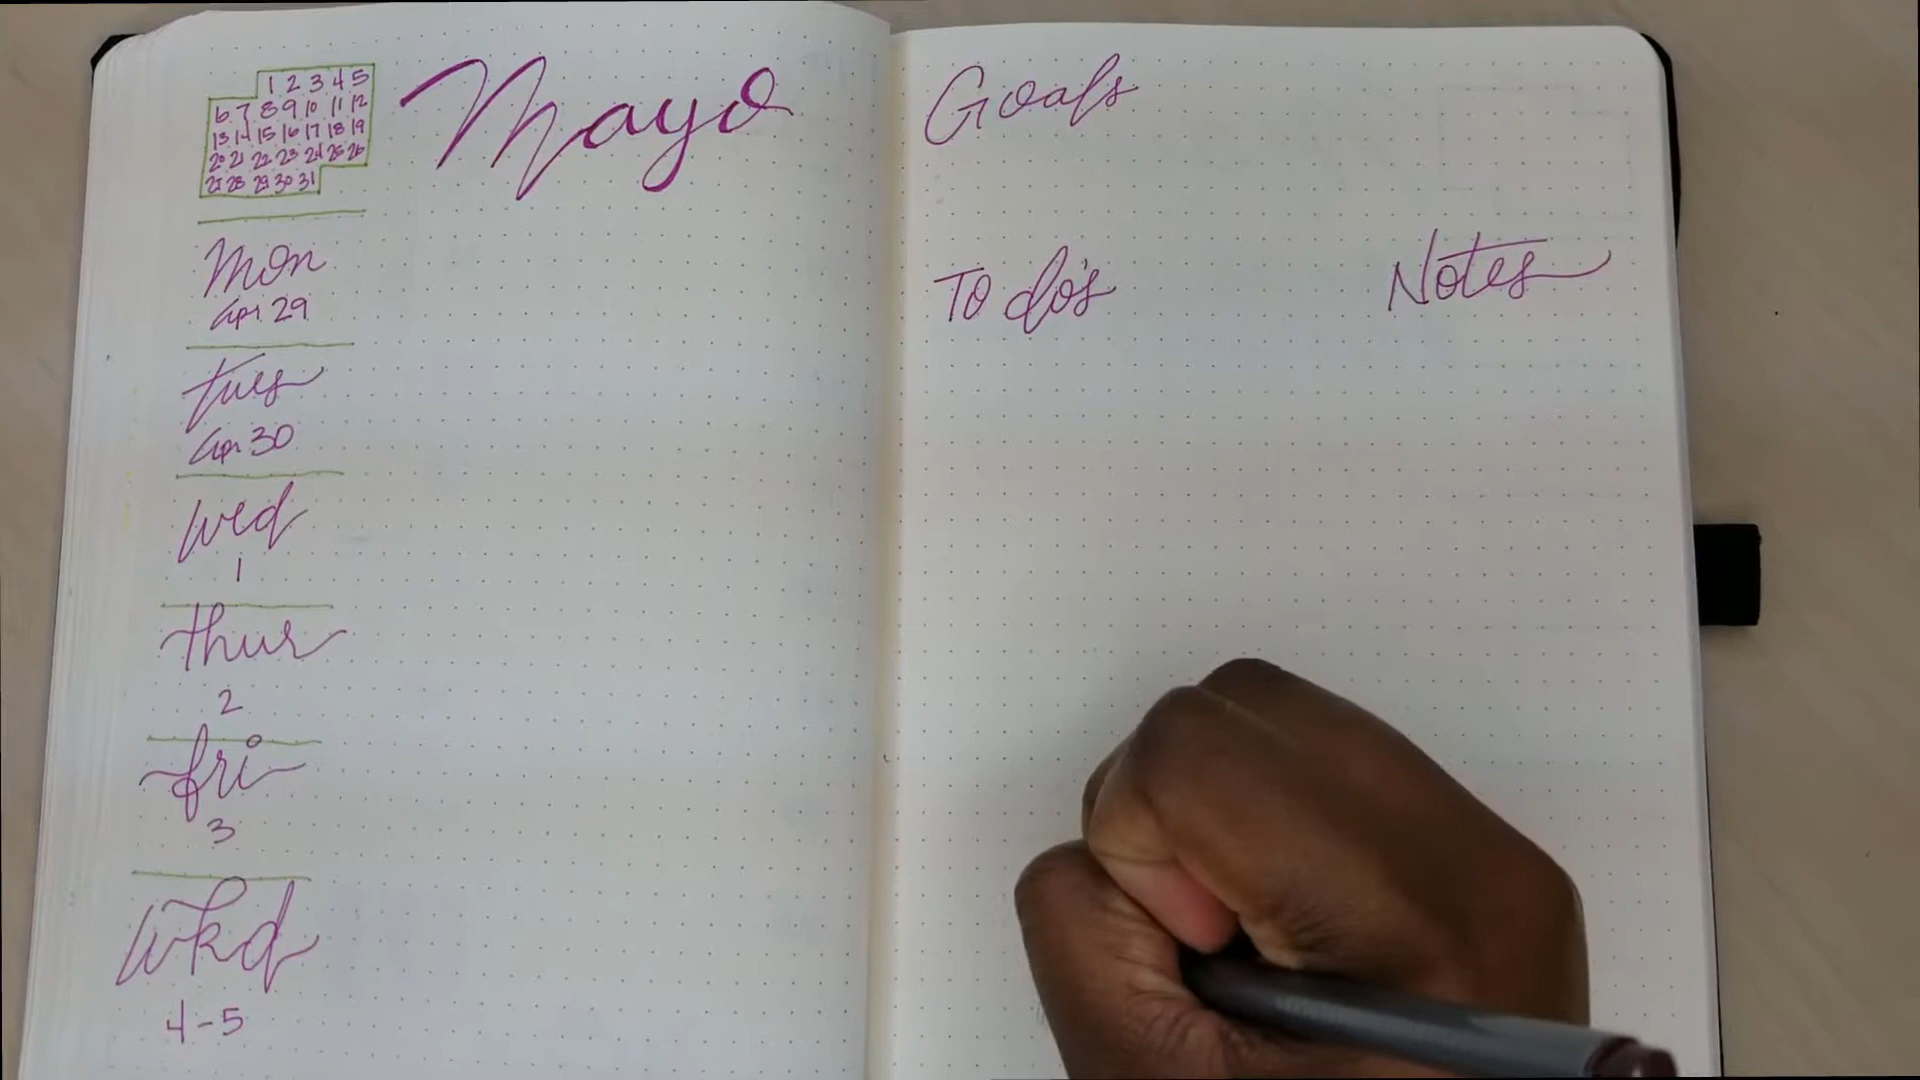 1 2 3 4 5
6 7 8 9 10 11 12
13 14 15 16 17 18 19
20 21 22 23 24 25 26
27 28 29 30 31
Mayo
Mon
Apr 29
tues
Apr 30
wed
1
thur
2
fri
3
wkd
4-5
Goals
To do's
Notes